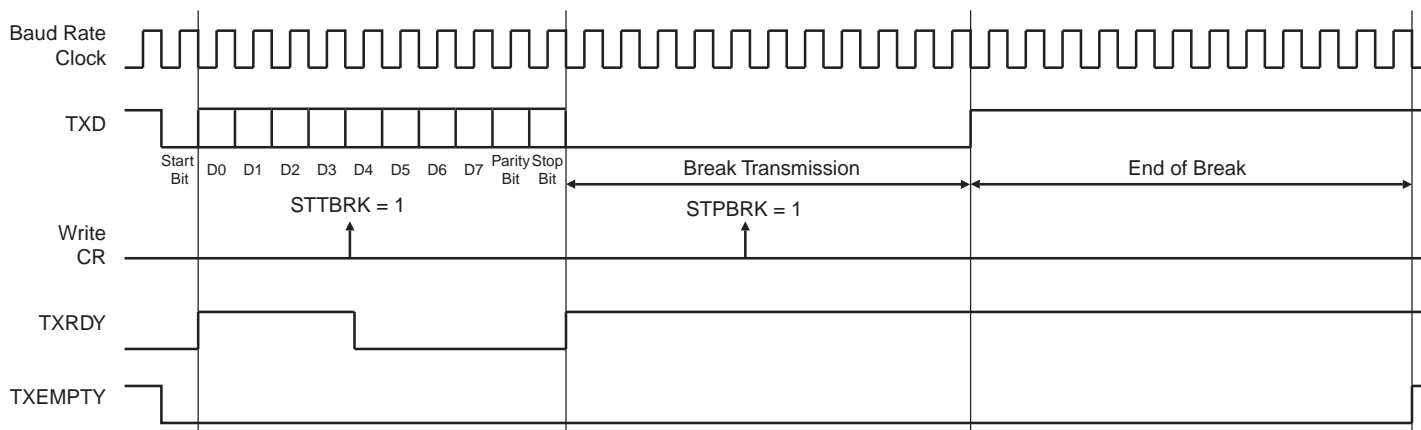 Baud Rate
Clock
TXD
Start
Bit
D0
D1
D2
D3
D4
D5
D6
D7
Parity
Bit
Stop
Bit
Break Transmission
End of Break
STTBRK = 1
STPBRK = 1
Write
CR
TXRDY
TXEMPTY